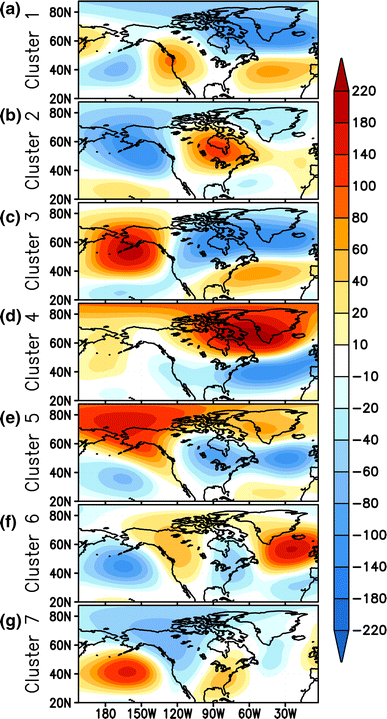 (a)
Cluster 1
80N
60N
40N
20N
(b)
Cluster 2
80N
60N
40N
20N
(c)
Cluster 3
80N
60N
40N
20N
(d)
Cluster 4
80N
60N
40N
20N
(e)
Cluster 5
80N
60N
40N
20N
(f)
Cluster 6
80N
60N
40N
20N
(g)
Cluster 7
80N
60N
40N
20N
180 150W 120W 90W 60W 30W
220
180
140
100
80
60
40
20
10
−10
−20
−40
−60
−80
−100
−140
−180
−220